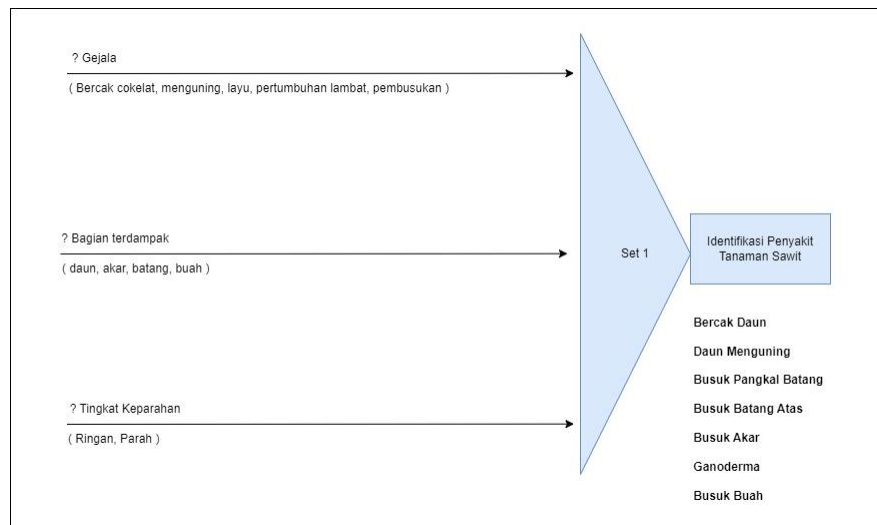 ? Gejala
( Bercak cokelat, menguning, layu, pertumbuhan lambat, pembusukan )
? Bagian terdampak
( daun, akar, batang, buah )
? Tingkat Keparahan
( Ringan, Parah )
Set 1
Identifikasi Penyakit
Tanaman Sawit
Bercak Daun
Daun Menguning
Busuk Pangkal Batang
Busuk Batang Atas
Busuk Akar
Ganoderma
Busuk Buah